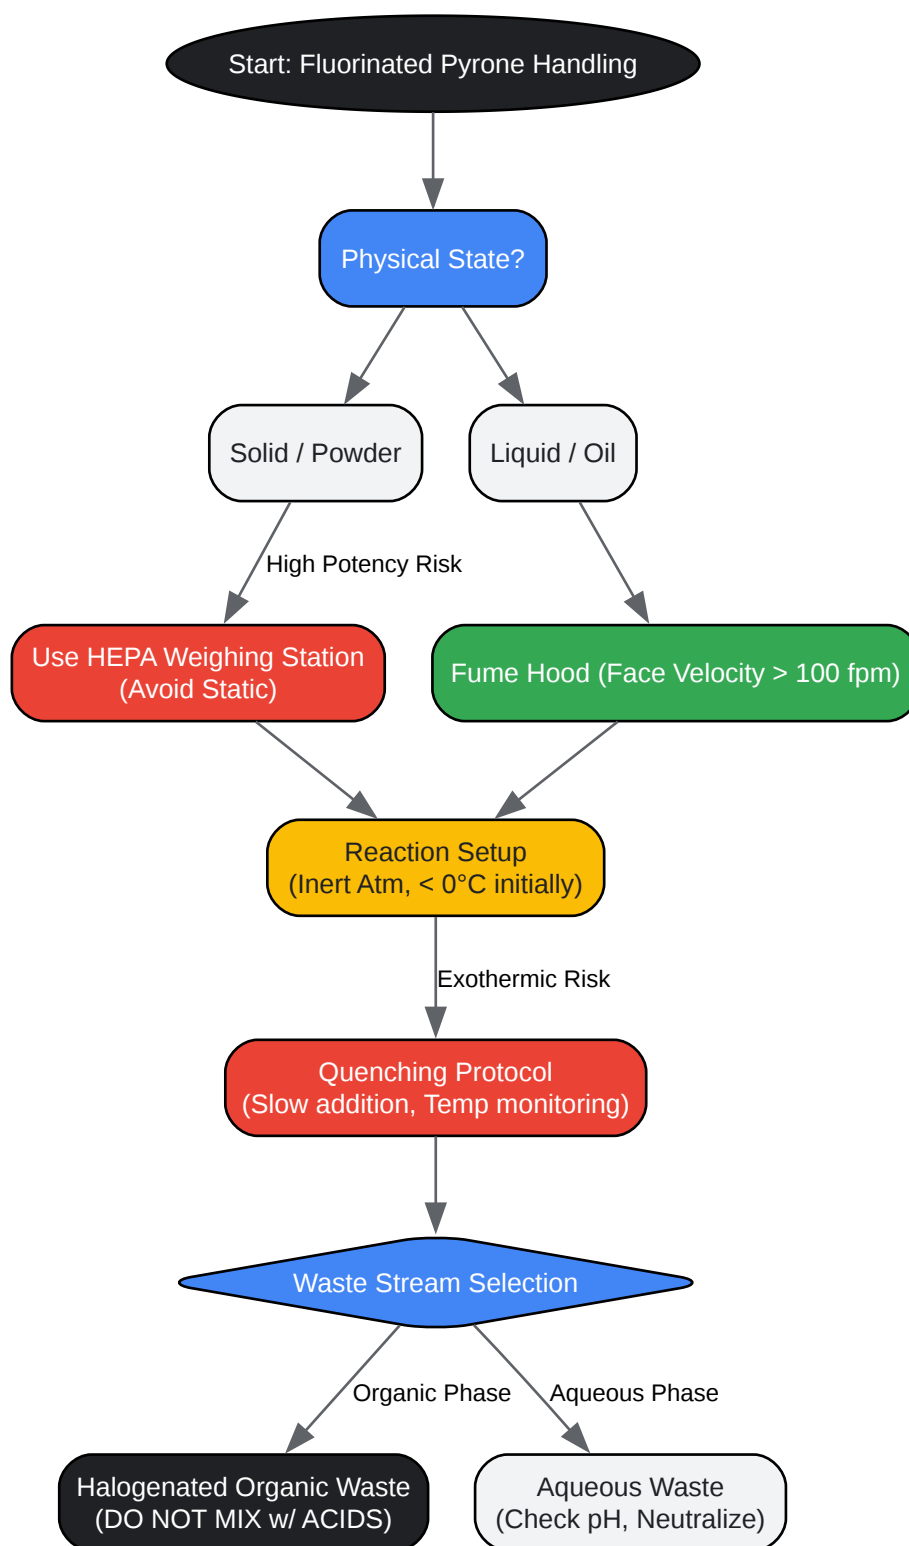 Start: Fluorinated Pyrone Handling
Physical State?
Solid / Powder
Liquid / Oil
High Potency Risk
Use HEPA Weighing Station
(Avoid Static)
Fume Hood (Face Velocity > 100 fpm)
Reaction Setup
(Inert Atm, < 0°C initially)
Exothermic Risk
Quenching Protocol
(Slow addition, Temp monitoring)
Waste Stream Selection
Organic Phase
Aqueous Phase
Halogenated Organic Waste
(DO NOT MIX w/ ACIDS)
Aqueous Waste
(Check pH, Neutralize)